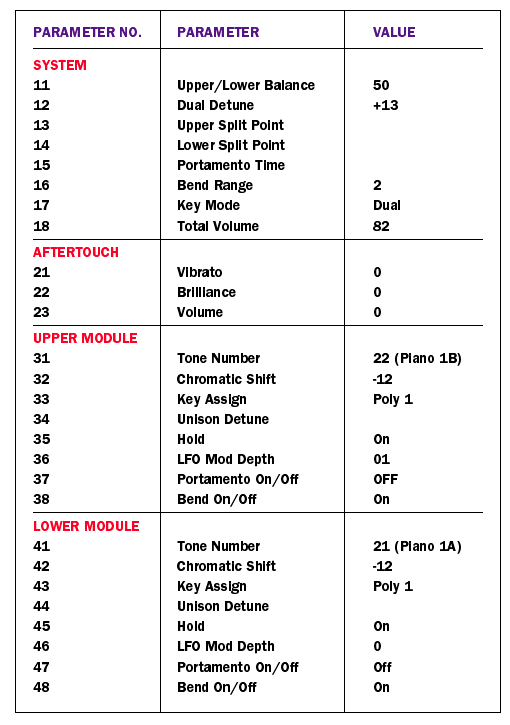 PARAMETER NO. PARAMETER VALUE
SYSTEM
11 Upper/Lower Balance 50
12 Dual Detune +13
13 Upper Split Point
14 Lower Split Point
15 Portamento Time
16 Bend Range 2
17 Key Mode Dual
18 Total Volume 82
AFTERTOUCH
21 Vibrato 0
22 Brilliance 0
23 Volume 0
UPPER MODULE
31 Tone Number 22 (Piano 1B)
32 Chromatic Shift -12
33 Key Assign Poly 1
34 Unison Detune
35 Hold On
36 LFO Mod Depth 01
37 Portamento On/Off OFF
38 Bend On/Off On
LOWER MODULE
41 Tone Number 21 (Piano 1A)
42 Chromatic Shift -12
43 Key Assign Poly 1
44 Unison Detune
45 Hold On
46 LFO Mod Depth 0
47 Portamento On/Off Off
48 Bend On/Off On